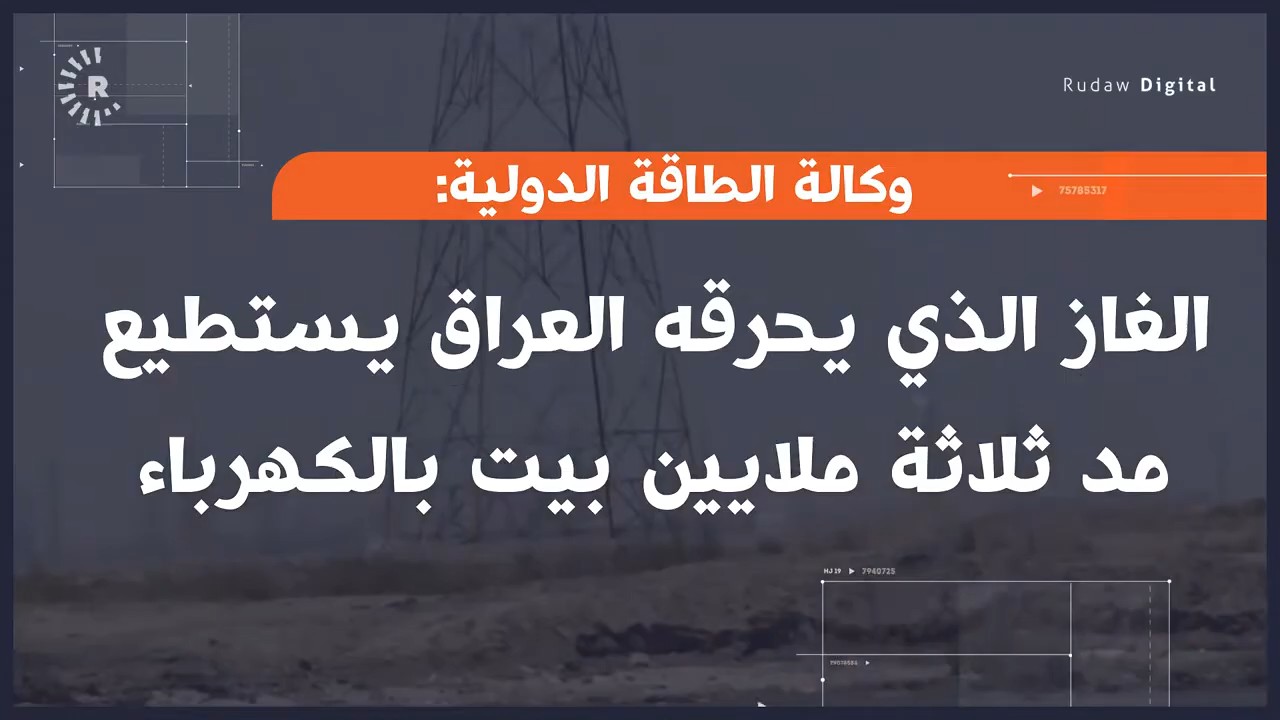 R
Rudaw Digital
وكالة الطاقة الدولية:
75785317
الغاز الذي يحرقه العراق يستطيع
مد ثلاثة ملايين بيت بالكهرباء
HJ 19 7940725